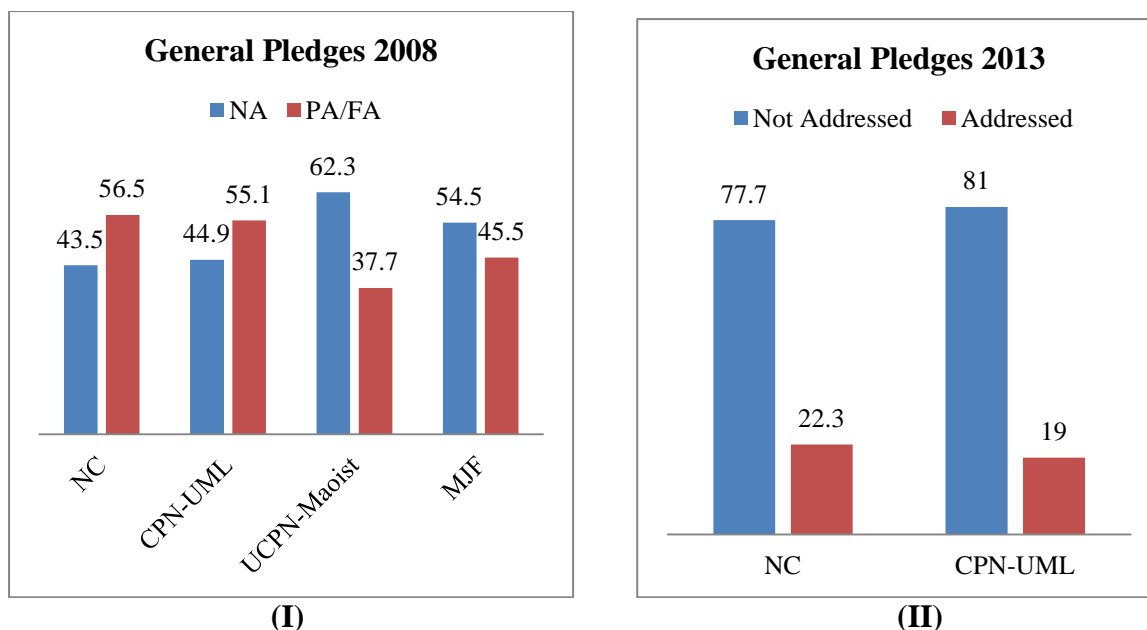 General Pledges 2008
NA PA/FA
43.5 56.5 44.9 55.1 62.3 37.7 54.5 45.5
NC CPN-UML UCPN-Maoist MJF
(I)
General Pledges 2013
Not Addressed Addressed
77.7 22.3 81 19
NC CPN-UML
(II)